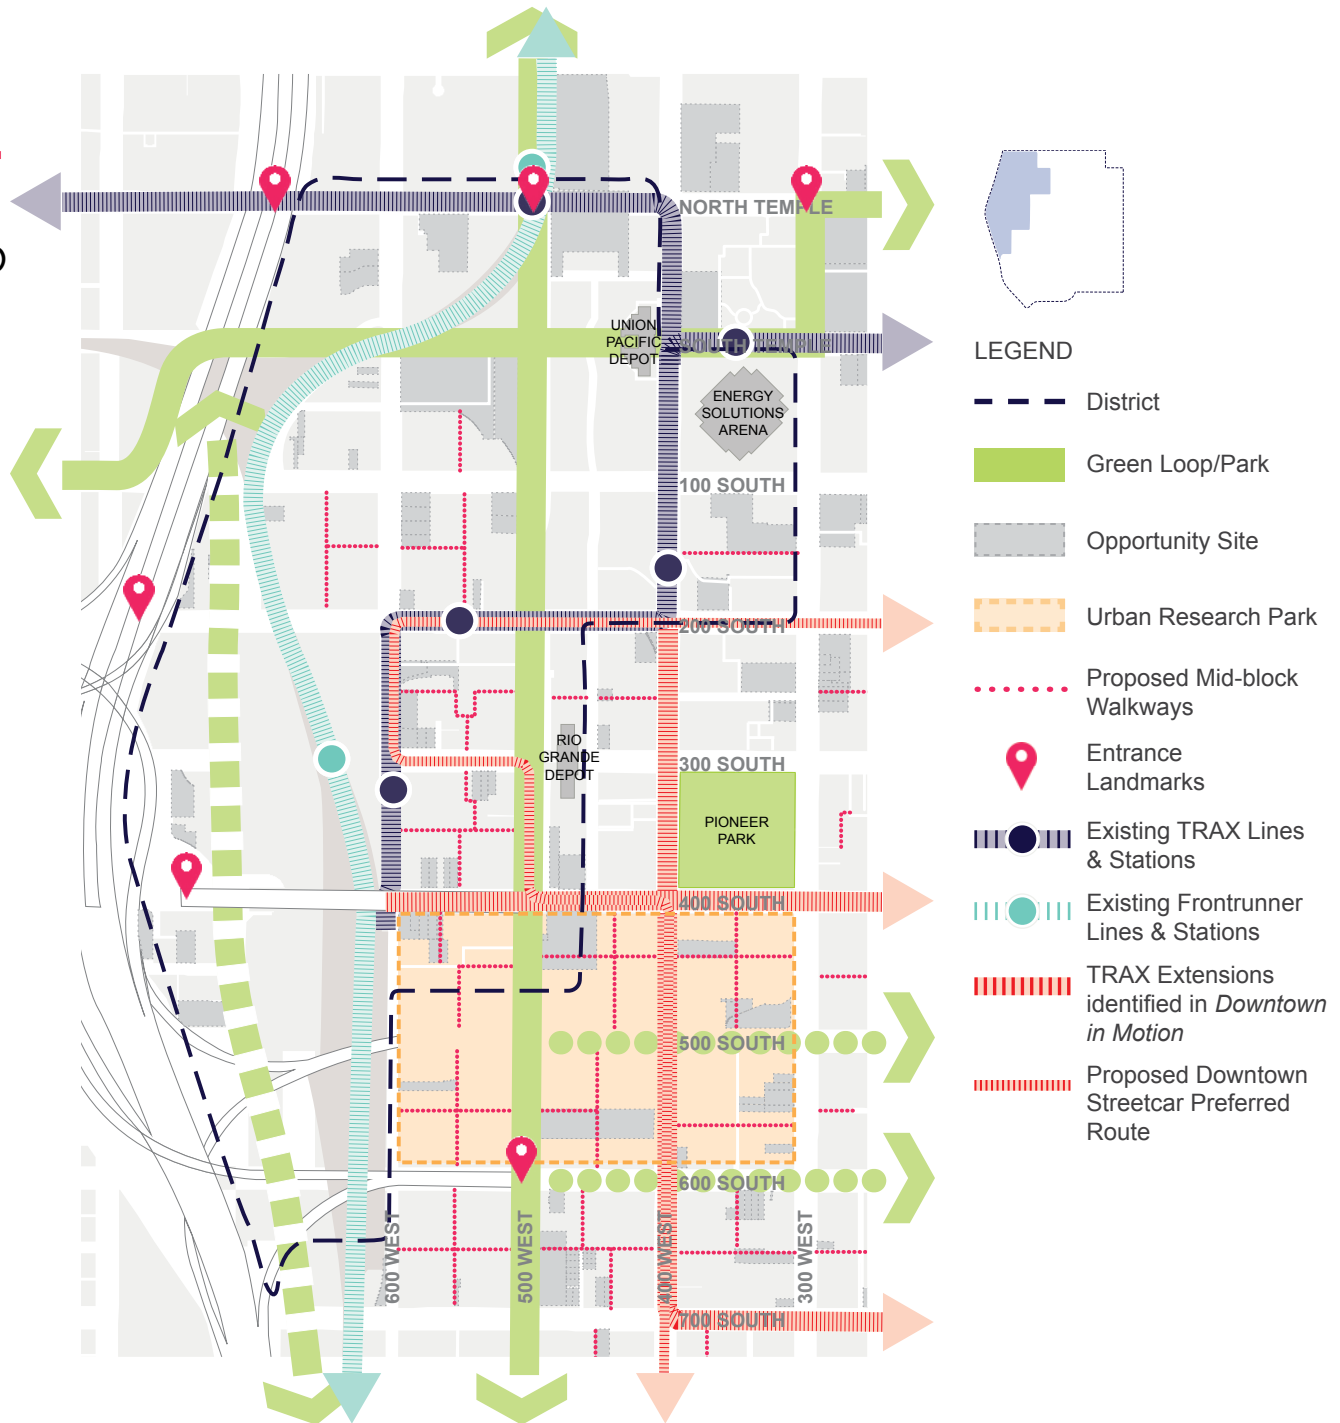 NORTH TEMPLE
UNION
PACIFIC
DEPOT
SOUTH TEMPLE
ENERGY
SOLUTIONS
ARENA
100 SOUTH
200 SOUTH
RIO
GRANDE
DEPOT
300 SOUTH
PIONEER
PARK
400 SOUTH
500 SOUTH
600 SOUTH
600 WEST
500 WEST
400 WEST
300 WEST
700 SOUTH
LEGEND
District
Green Loop/Park
Opportunity Site
Urban Research Park
Proposed Mid-block
Walkways
Entrance
Landmarks
Existing TRAX Lines
& Stations
Existing Frontrunner
Lines & Stations
TRAX Extensions
identified in Downtown
in Motion
Proposed Downtown
Streetcar Preferred
Route